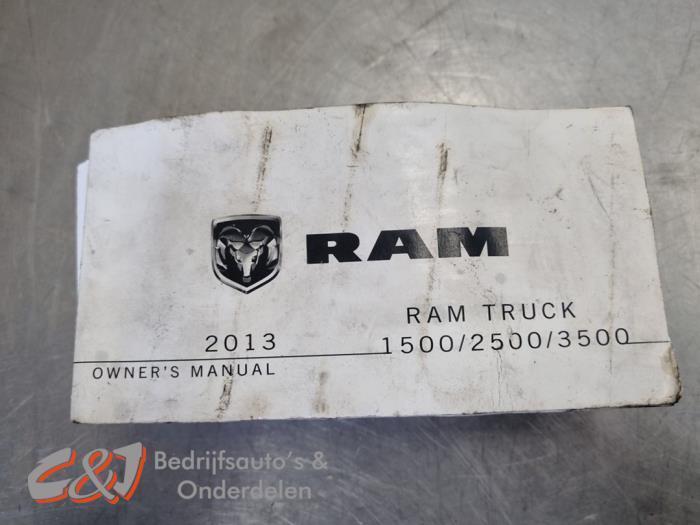 RAM
RAM TRUCK
2013 1500/2500/3500
OWNER'S MANUAL
C&J Bedrijfsauto's &
Onderdelen